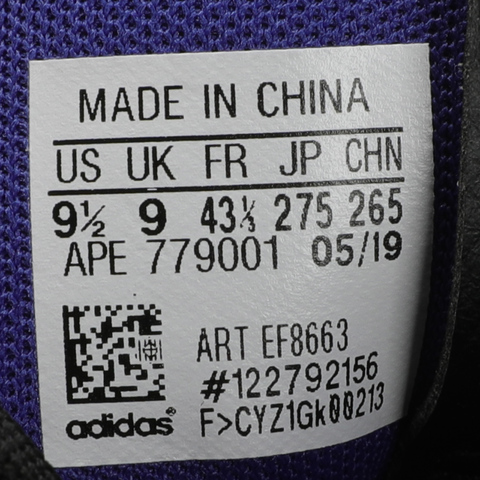 MADE IN CHINA
US UK FR JP CHN
9½ 9 43⅓ 275 265
APE 779001 05/19
ART EF8663
#122792156
adidas® F>CYZ1Gk00213